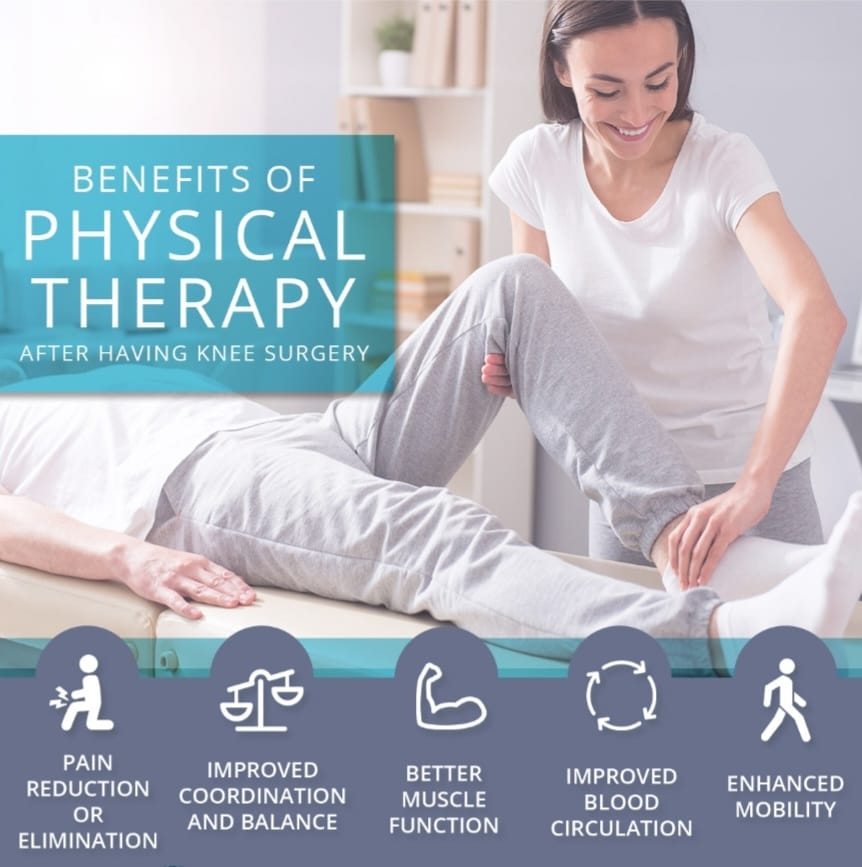 BENEFITS OF
PHYSICAL
THERAPY
AFTER HAVING KNEE SURGERY
PAIN
REDUCTION
OR
ELIMINATION
IMPROVED
COORDINATION
AND BALANCE
BETTER
MUSCLE
FUNCTION
IMPROVED
BLOOD
CIRCULATION
ENHANCED
MOBILITY